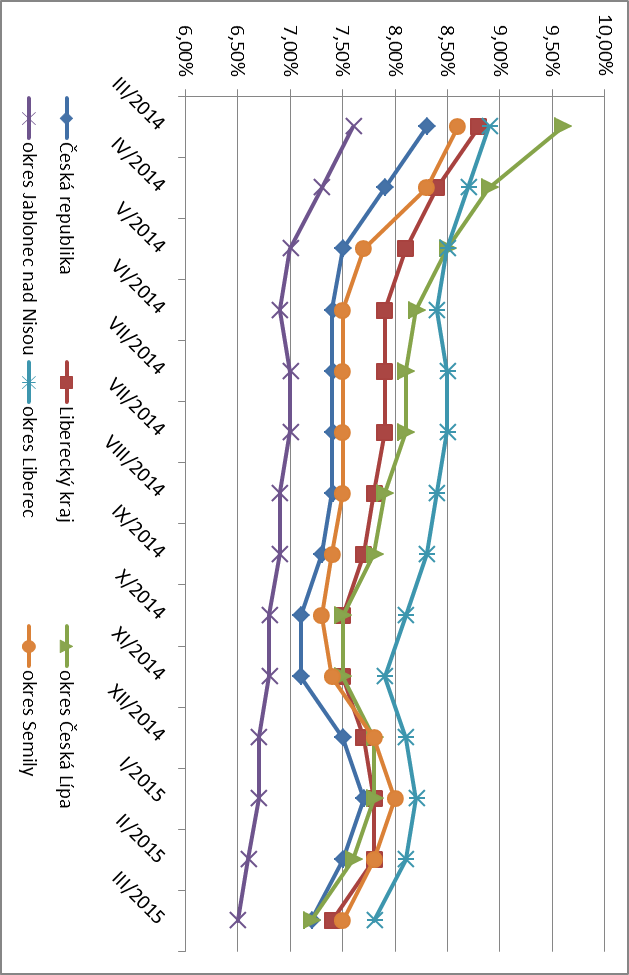 10,00%
9,50%
9,00%
8,50%
8,00%
7,50%
7,00%
6,50%
6,00%
III/2014
IV/2014
V/2014
VI/2014
VII/2014
VII/2014
VIII/2014
IX/2014
X/2014
XI/2014
XII/2014
I/2015
II/2015
III/2015
Česká republika
Liberecký kraj
okres Česká Lípa
okres Jablonec nad Nisou
okres Liberec
okres Semily